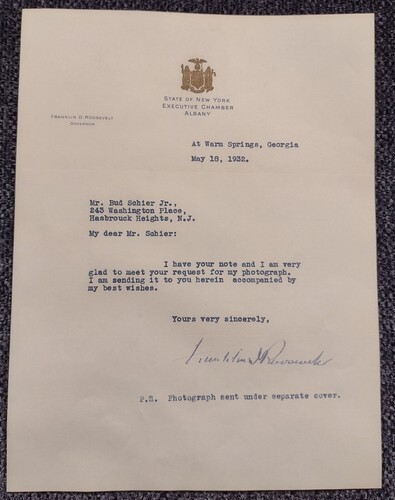 STATE OF NEW YORK
EXECUTIVE CHAMBER
ALBANY
FRANKLIN D. ROOSEVELT
GOVERNOR
At Warm Springs, Georgia
May 18, 1932.
Mr. Bud Schier Jr.,
243 Washington Place,
Hasbrouck Heights, N.J.
My dear Mr. Schier:
I have your note and I am very
glad to meet your request for my photograph.
I am sending it to you herein accompanied by
my best wishes.
Yours very sincerely,
Franklin D Roosevelt
P.S. Photograph sent under separate cover.